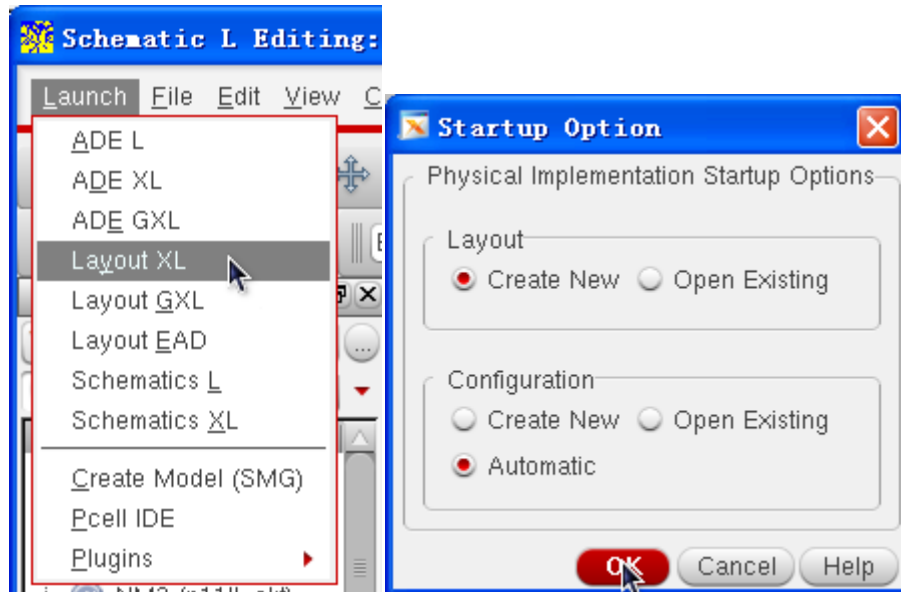 Schematic L Editing:
Launch File Edit View C
ADE L
ADE XL
ADE GXL
Layout XL
Layout GXL
Layout EAD
Schematics L
Schematics XL
Create Model (SMG)
Pcell IDE
Plugins
Startup Option
Physical Implementation Startup Options
Layout
Create New Open Existing
Configuration
Create New Open Existing
Automatic
OK Cancel Help